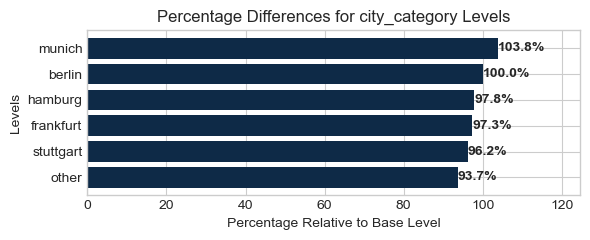 Percentage Differences for city_category Levels
Levels
munich 103.8%
berlin 100.0%
hamburg 97.8%
frankfurt 97.3%
stuttgart 96.2%
other 93.7%
0 20 40 60 80 100 120
Percentage Relative to Base Level